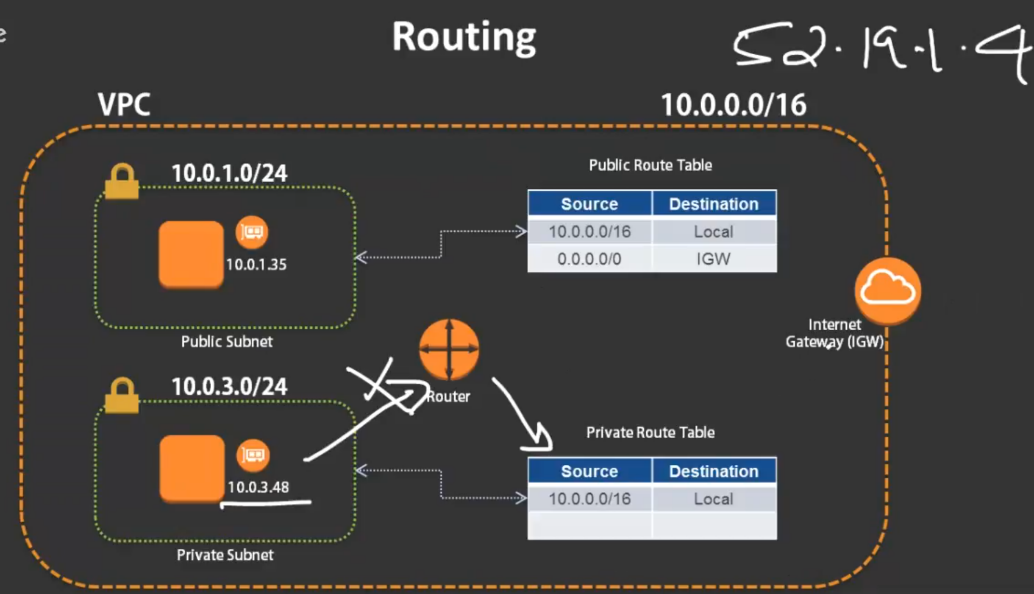 e
Routing
52.19.1.4
VPC
10.0.0.0/16
10.0.1.0/24
10.0.1.35
Public Subnet
Public Route Table
Source Destination
10.0.0.0/16 Local
0.0.0.0/0 IGW
Internet
Gateway (IGW)
Router
10.0.3.0/24
10.0.3.48
Private Subnet
Private Route Table
Source Destination
10.0.0.0/16 Local